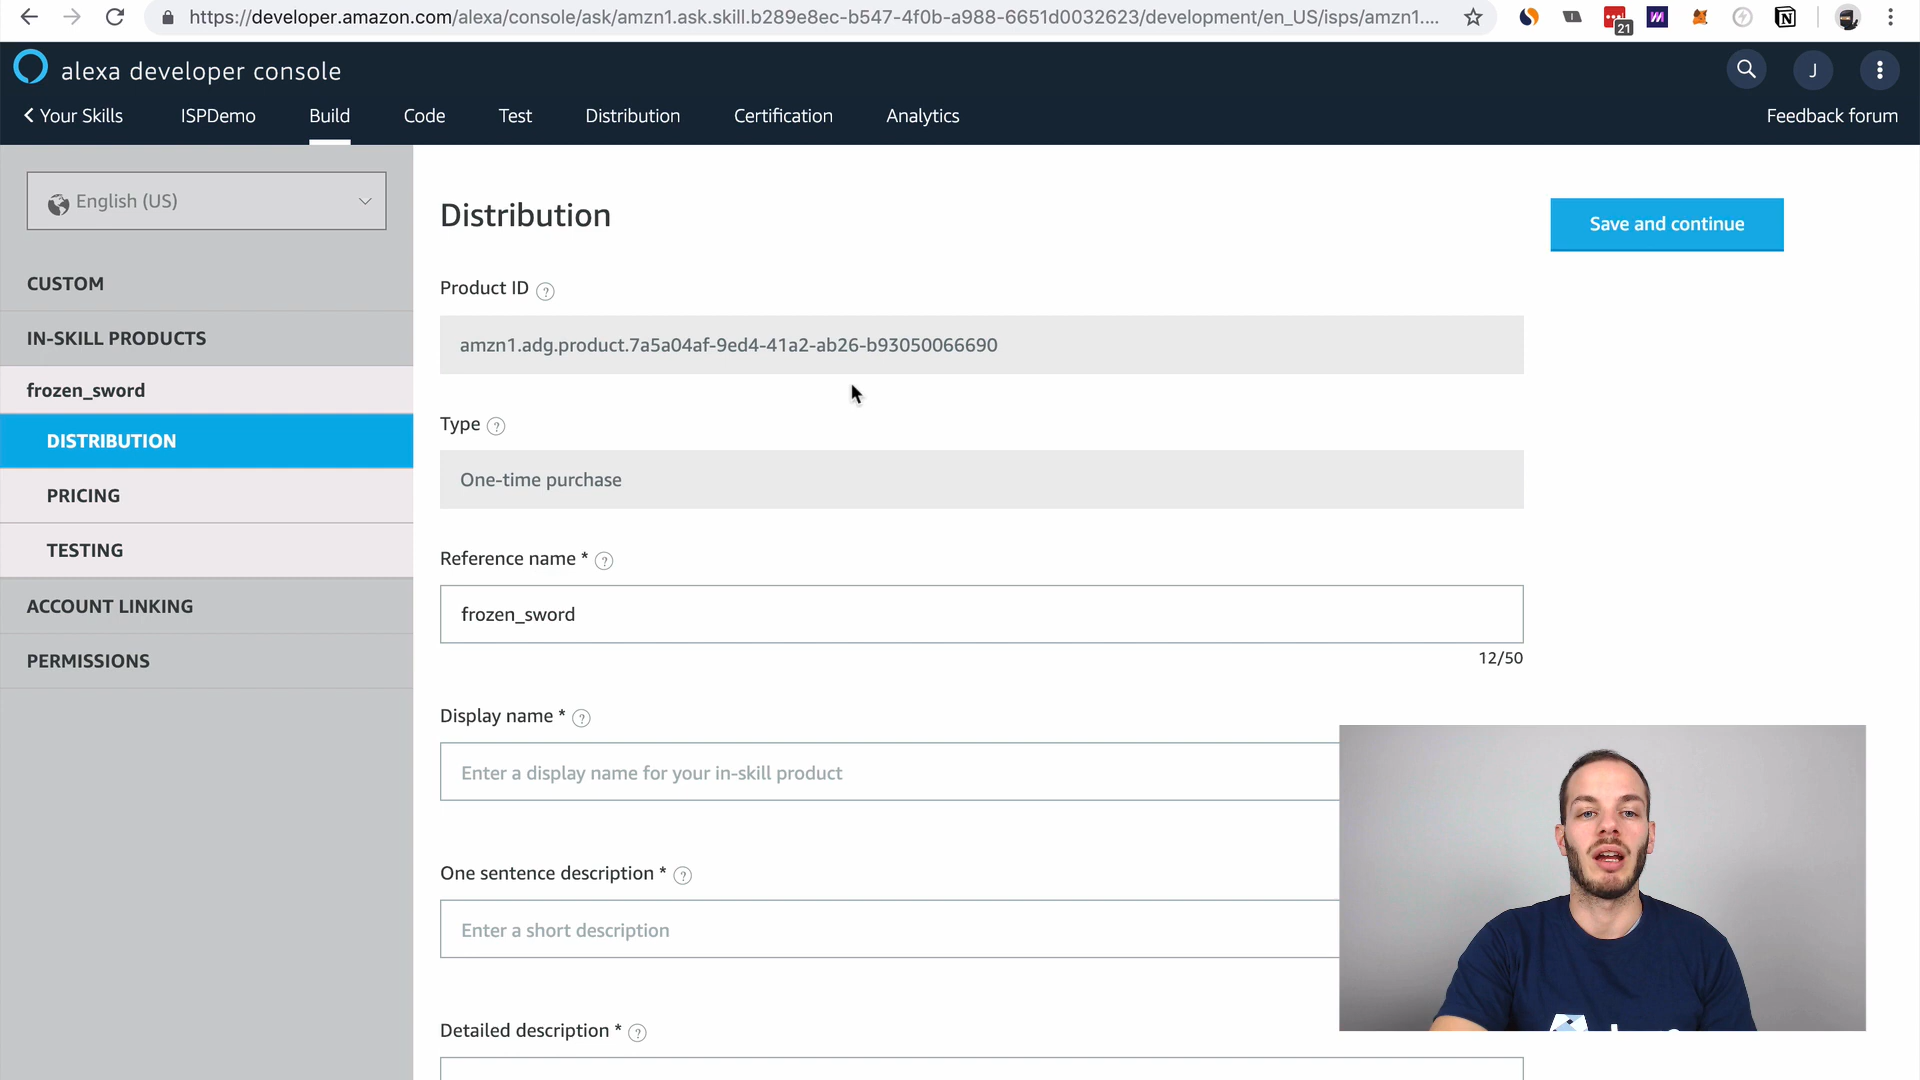 https://developer.amazon.com/alexa/console/ask/amzn1.ask.skill.b289e8ec-b547-4f0b-a988-6651d0032623/development/en_US/isps/amzn1....
21
alexa developer console
J
Your Skills
ISPDemo
Build
Code
Test
Distribution
Certification
Analytics
Feedback forum
English (US)
CUSTOM
IN-SKILL PRODUCTS
frozen_sword
DISTRIBUTION
PRICING
TESTING
ACCOUNT LINKING
PERMISSIONS
Distribution
Save and continue
Product ID ?
amzn1.adg.product.7a5a04af-9ed4-41a2-ab26-b93050066690
Type ?
One-time purchase
Reference name * ?
frozen_sword
12/50
Display name * ?
Enter a display name for your in-skill product
One sentence description * ?
Enter a short description
Detailed description * ?